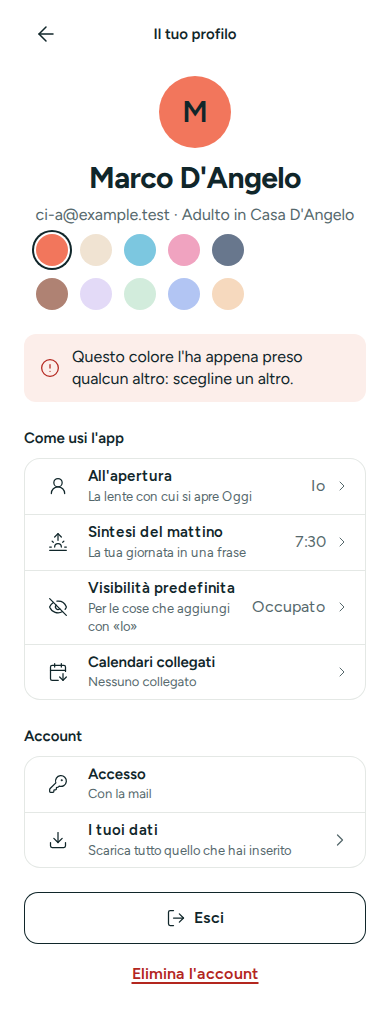 Il tuo profilo
M
Marco D'Angelo
ci-a@example.test · Adulto in Casa D'Angelo
Questo colore l'ha appena preso
qualcun altro: scegline un altro.
Come usi l'app
All'apertura
La lente con cui si apre Oggi
Io
Sintesi del mattino
La tua giornata in una frase
7:30
Visibilità predefinita
Per le cose che aggiungi
con «Io»
Occupato
Calendari collegati
Nessuno collegato
Account
Accesso
Con la mail
I tuoi dati
Scarica tutto quello che hai inserito
Esci
Elimina l'account